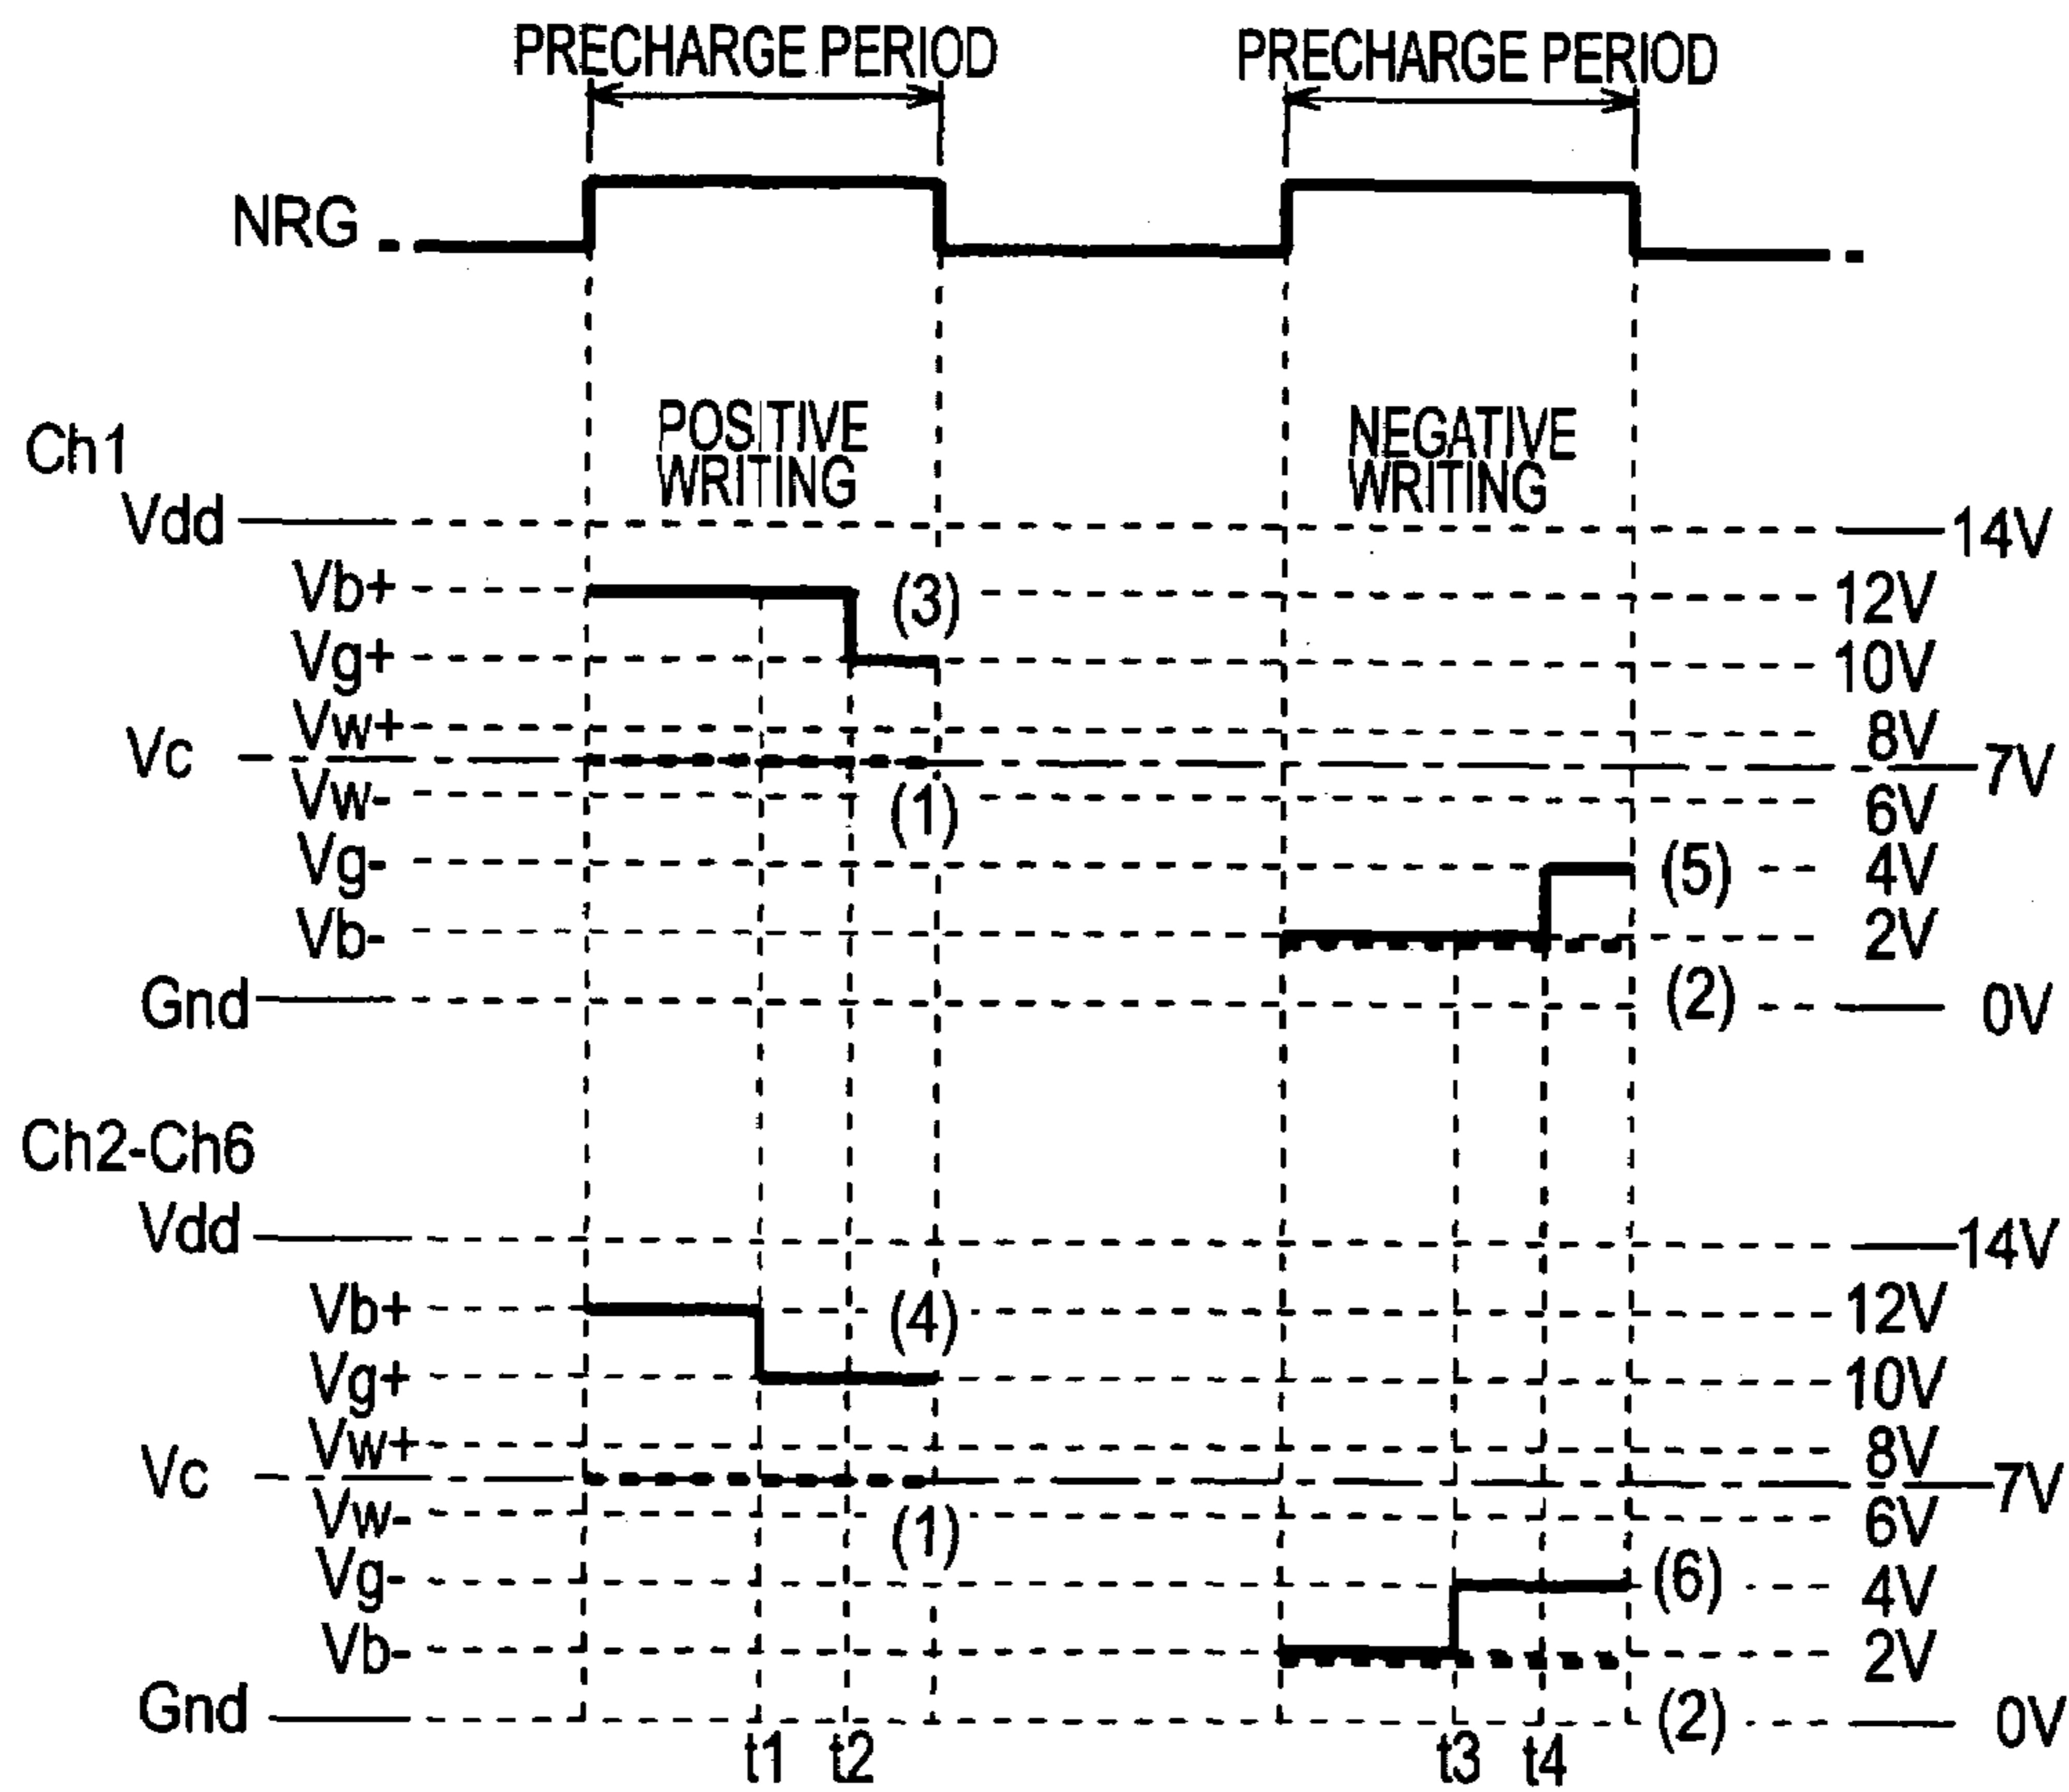 PRECHARGE PERIOD PRECHARGE PERIOD
NRG
Ch1
POSITIVE
WRITING
NEGATIVE
WRITING
Vdd 14V
Vb+ (3) 12V
Vg+ 10V
Vw+ 8V
Vc 7V
Vw- (1) 6V
Vg- (5) 4V
Vb- 2V
Gnd (2) 0V
Ch2-Ch6
Vdd 14V
Vb+ (4) 12V
Vg+ 10V
Vw+ 8V
Vc 7V
Vw- (1) 6V
Vg- (6) 4V
Vb- 2V
Gnd (2) 0V
t1 t2 t3 t4